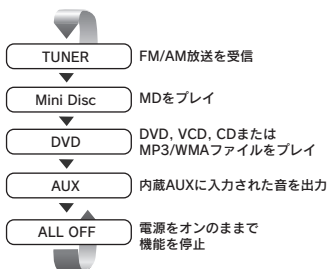 TUNER
FM/AM放送を受信
Mini Disc
MDをプレイ
DVD
DVD, VCD, CDまたは
MP3/WMAファイルをプレイ
AUX
内蔵AUXに入力された音を出力
ALL OFF
電源をオンのままで
機能を停止